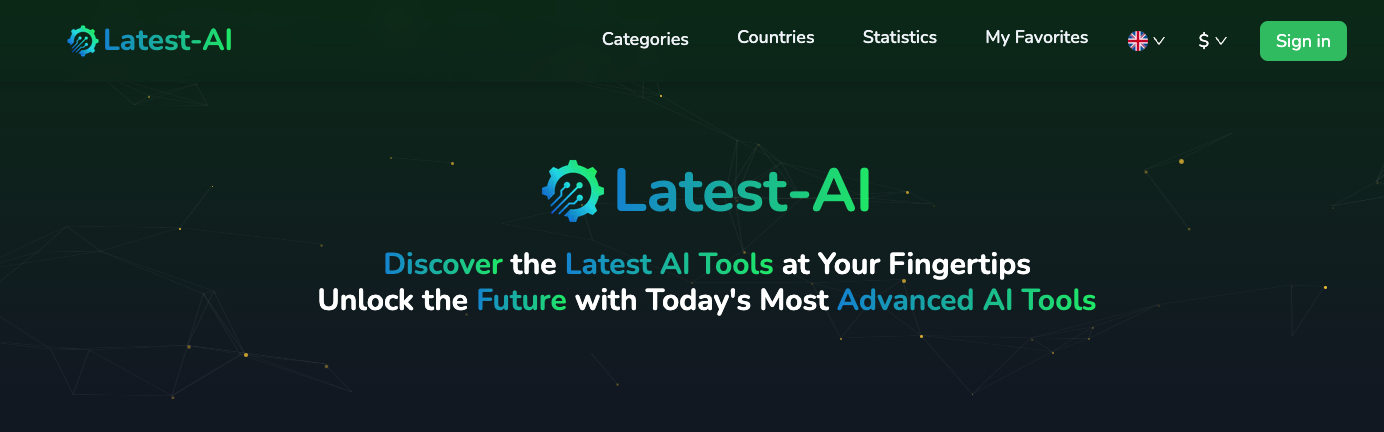 Latest-AI
Categories
Countries
Statistics
My Favorites
$
Sign in
Latest-AI
Discover the Latest AI Tools at Your Fingertips
Unlock the Future with Today's Most Advanced AI Tools